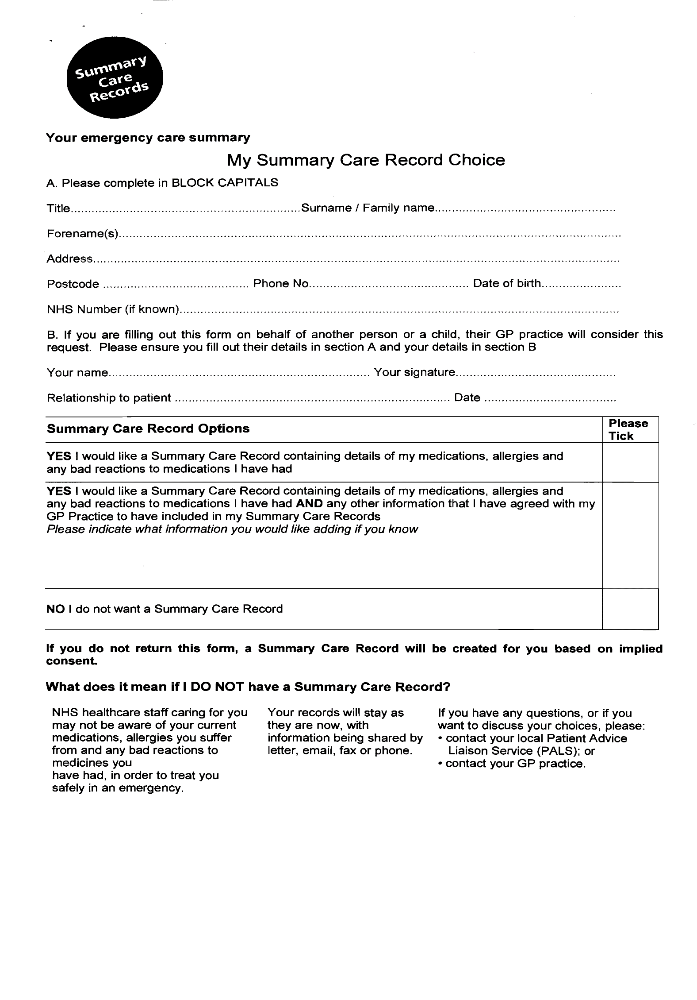 Summary
Care
Records
Your emergency care summary
My Summary Care Record Choice
A. Please complete in BLOCK CAPITALS
Title.................................................................Surname / Family name...................................................
Forename(s)...............................................................................................................................................
Address......................................................................................................................................................
Postcode ......................................... Phone No............................................. Date of birth.......................
NHS Number (if known).............................................................................................................................
B. If you are filling out this form on behalf of another person or a child, their GP practice will consider this
request. Please ensure you fill out their details in section A and your details in section B
Your name.......................................................................... Your signature.............................................
Relationship to patient .............................................................................. Date .....................................
Summary Care Record Options
Please
Tick
YES I would like a Summary Care Record containing details of my medications, allergies and
any bad reactions to medications I have had
YES I would like a Summary Care Record containing details of my medications, allergies and
any bad reactions to medications I have had AND any other information that I have agreed with my
GP Practice to have included in my Summary Care Records
Please indicate what information you would like adding if you know
NO I do not want a Summary Care Record
If you do not return this form, a Summary Care Record will be created for you based on implied
consent.
What does it mean if I DO NOT have a Summary Care Record?
NHS healthcare staff caring for you
may not be aware of your current
medications, allergies you suffer
from and any bad reactions to
medicines you
have had, in order to treat you
safely in an emergency.
Your records will stay as
they are now, with
information being shared by
letter, email, fax or phone.
If you have any questions, or if you
want to discuss your choices, please:
• contact your local Patient Advice
Liaison Service (PALS); or
• contact your GP practice.